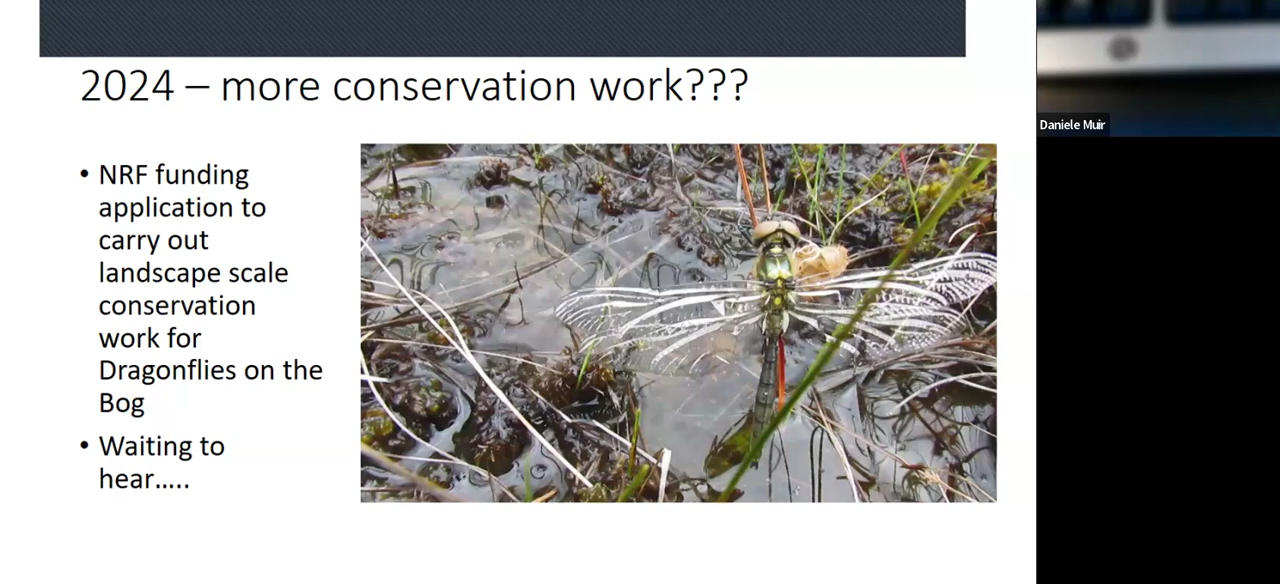 2024 – more conservation work???
• NRF funding
application to
carry out
landscape scale
conservation
work for
Dragonflies on the
Bog
• Waiting to
hear…..
Daniele Muir